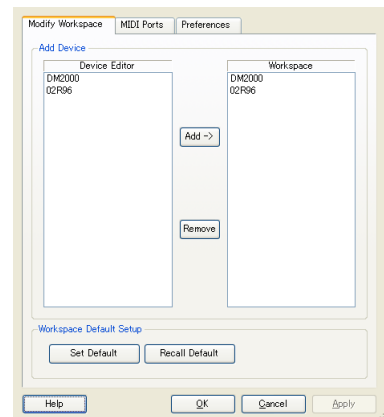 Modify Workspace MIDI Ports Preferences
Add Device
Device Editor Workspace
DM2000 DM2000
02R96 02R96
Add ->
Remove
Workspace Default Setup
Set Default Recall Default
Help OK Cancel Apply